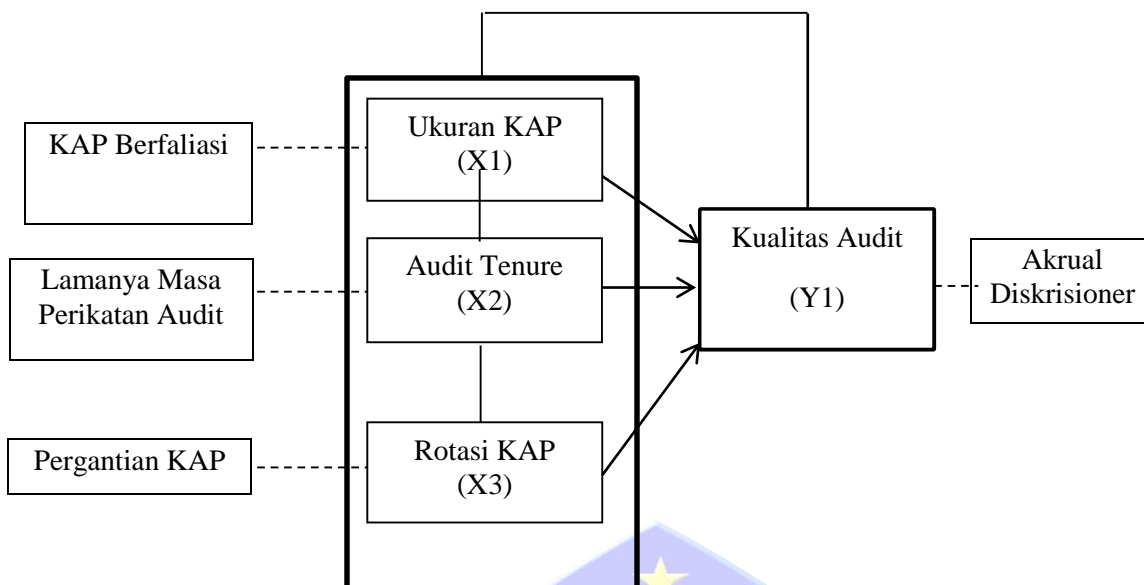 KAP Berfaliasi
Ukuran KAP
(X1)
Lamanya Masa
Perikatan Audit
Audit Tenure
(X2)
Pergantian KAP
Rotasi KAP
(X3)
Kualitas Audit
(Y1)
Akrual
Diskrisioner